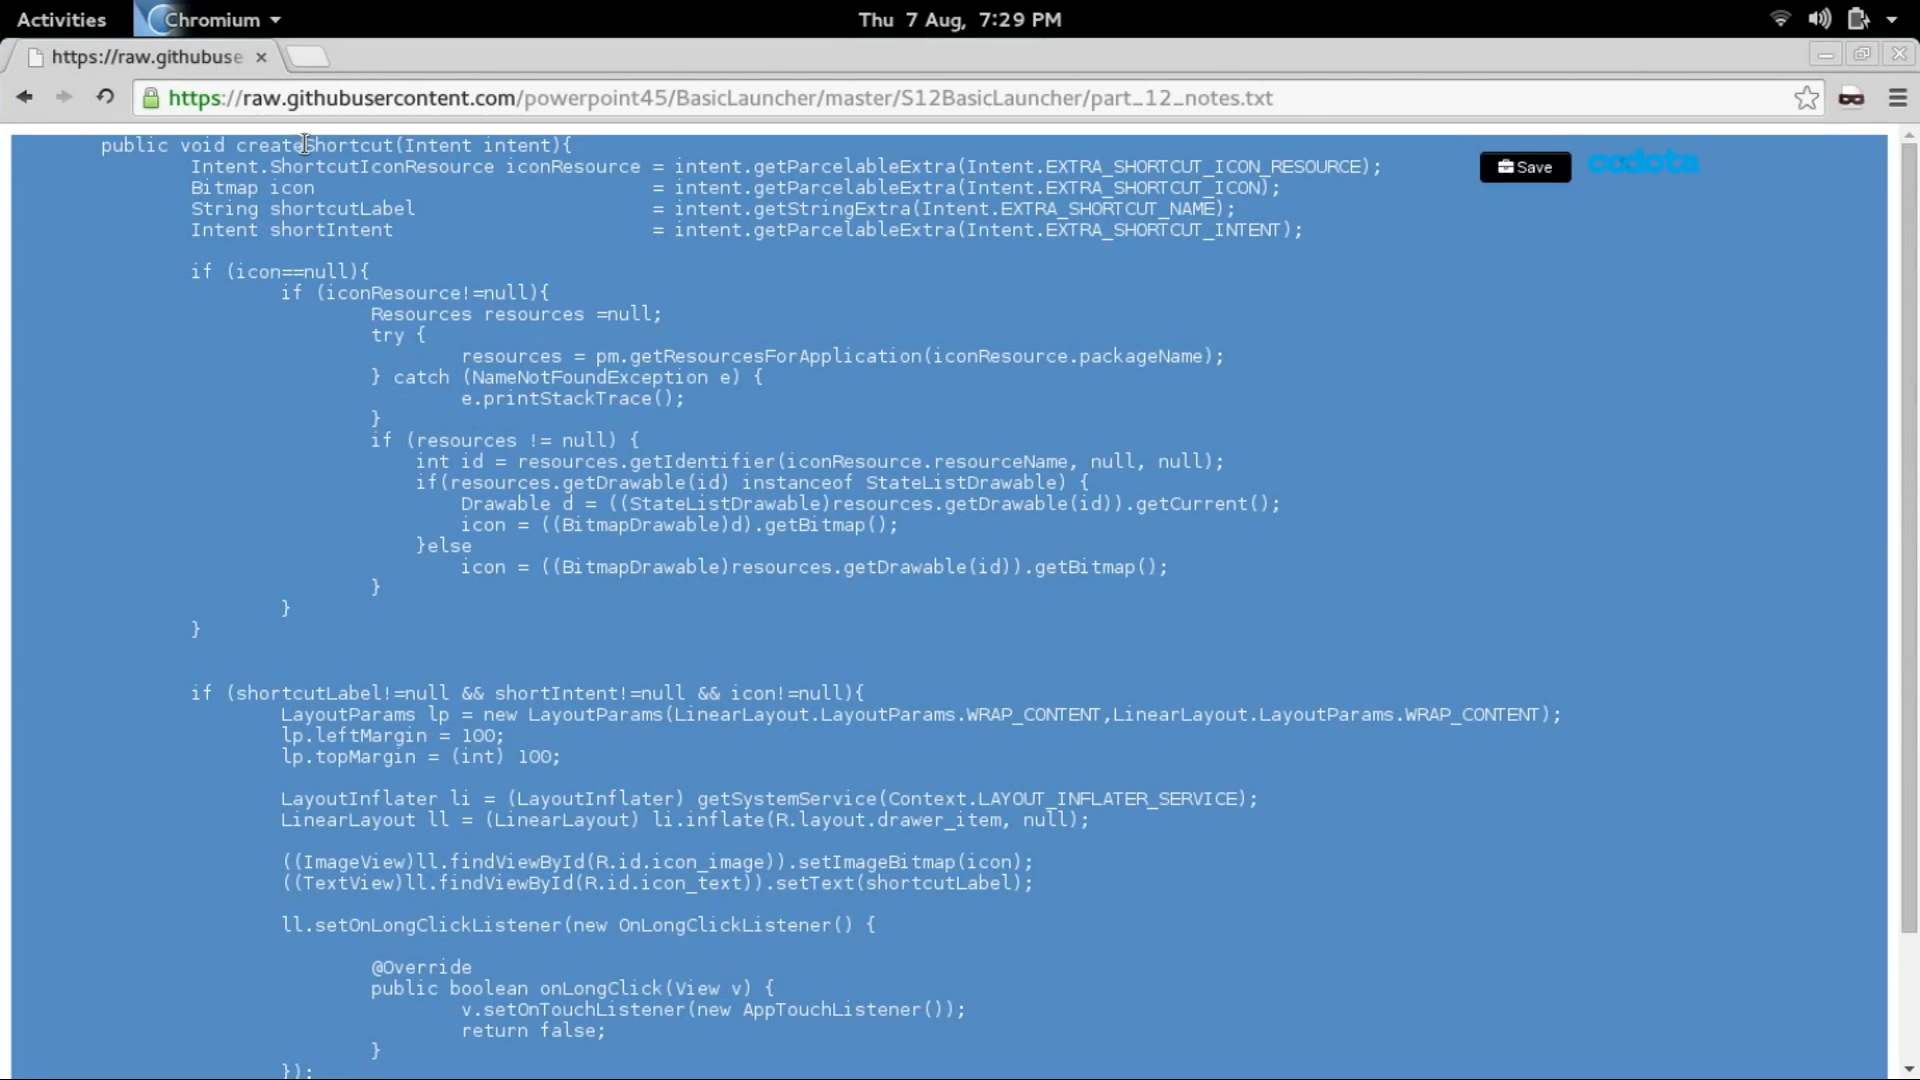 Activities
Chromium
Thu 7 Aug, 7:29 PM
https://raw.githubuse
https://raw.githubusercontent.com/powerpoint45/BasicLauncher/master/S12BasicLauncher/part_12_notes.txt
public void createShortcut(Intent intent){
Intent.ShortcutIconResource iconResource = intent.getParcelableExtra(Intent.EXTRA_SHORTCUT_ICON_RESOURCE);
Save
codota
Bitmap icon = intent.getParcelableExtra(Intent.EXTRA_SHORTCUT_ICON);
String shortcutLabel = intent.getStringExtra(Intent.EXTRA_SHORTCUT_NAME);
Intent shortIntent = intent.getParcelableExtra(Intent.EXTRA_SHORTCUT_INTENT);
if (icon==null){
if (iconResource!=null){
Resources resources =null;
try {
resources = pm.getResourcesForApplication(iconResource.packageName);
} catch (NameNotFoundException e) {
e.printStackTrace();
}
if (resources != null) {
int id = resources.getIdentifier(iconResource.resourceName, null, null);
if(resources.getDrawable(id) instanceof StateListDrawable) {
Drawable d = ((StateListDrawable)resources.getDrawable(id)).getCurrent();
icon = ((BitmapDrawable)d).getBitmap();
}else
icon = ((BitmapDrawable)resources.getDrawable(id)).getBitmap();
}
}
}
if (shortcutLabel!=null && shortIntent!=null && icon!=null){
LayoutParams lp = new LayoutParams(LinearLayout.LayoutParams.WRAP_CONTENT,LinearLayout.LayoutParams.WRAP_CONTENT);
lp.leftMargin = 100;
lp.topMargin = (int) 100;
LayoutInflater li = (LayoutInflater) getSystemService(Context.LAYOUT_INFLATER_SERVICE);
LinearLayout ll = (LinearLayout) li.inflate(R.layout.drawer_item, null);
((ImageView)ll.findViewById(R.id.icon_image)).setImageBitmap(icon);
((TextView)ll.findViewById(R.id.icon_text)).setText(shortcutLabel);
ll.setOnLongClickListener(new OnLongClickListener() {
@Override
public boolean onLongClick(View v) {
v.setOnTouchListener(new AppTouchListener());
return false;
}
});